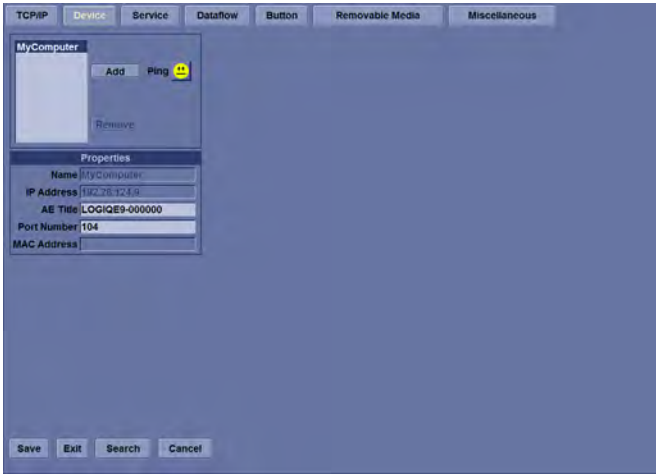 TCP/IP Device Service Dataflow Button Removable Media Miscellaneous
MyComputer
Add Ping
Remove
Properties
Name MyComputer
IP Address 192.28.124.9
AE Title LOGIQE9-000000
Port Number 104
MAC Address
Save Exit Search Cancel